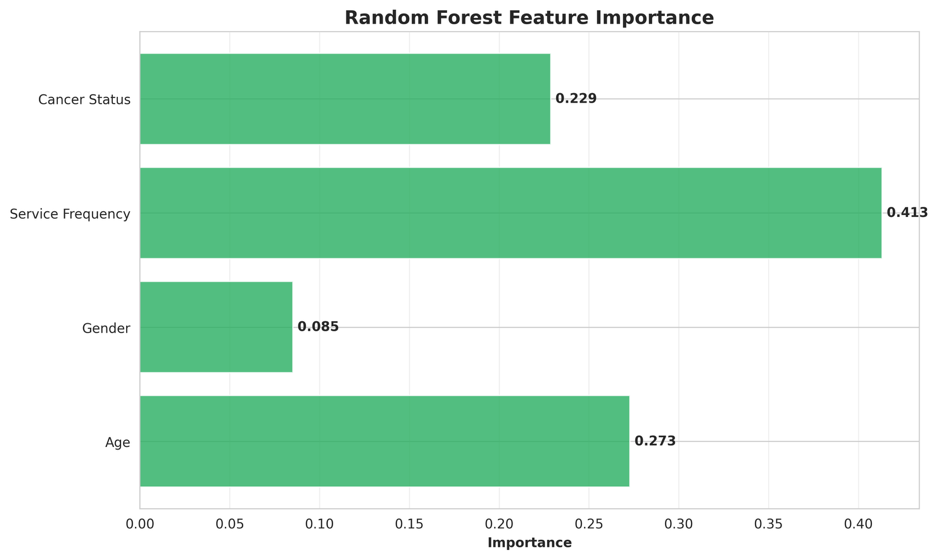 Random Forest Feature Importance
Cancer Status
0.229
Service Frequency
0.413
Gender
0.085
Age
0.273
0.00 0.05 0.10 0.15 0.20 0.25 0.30 0.35 0.40
Importance